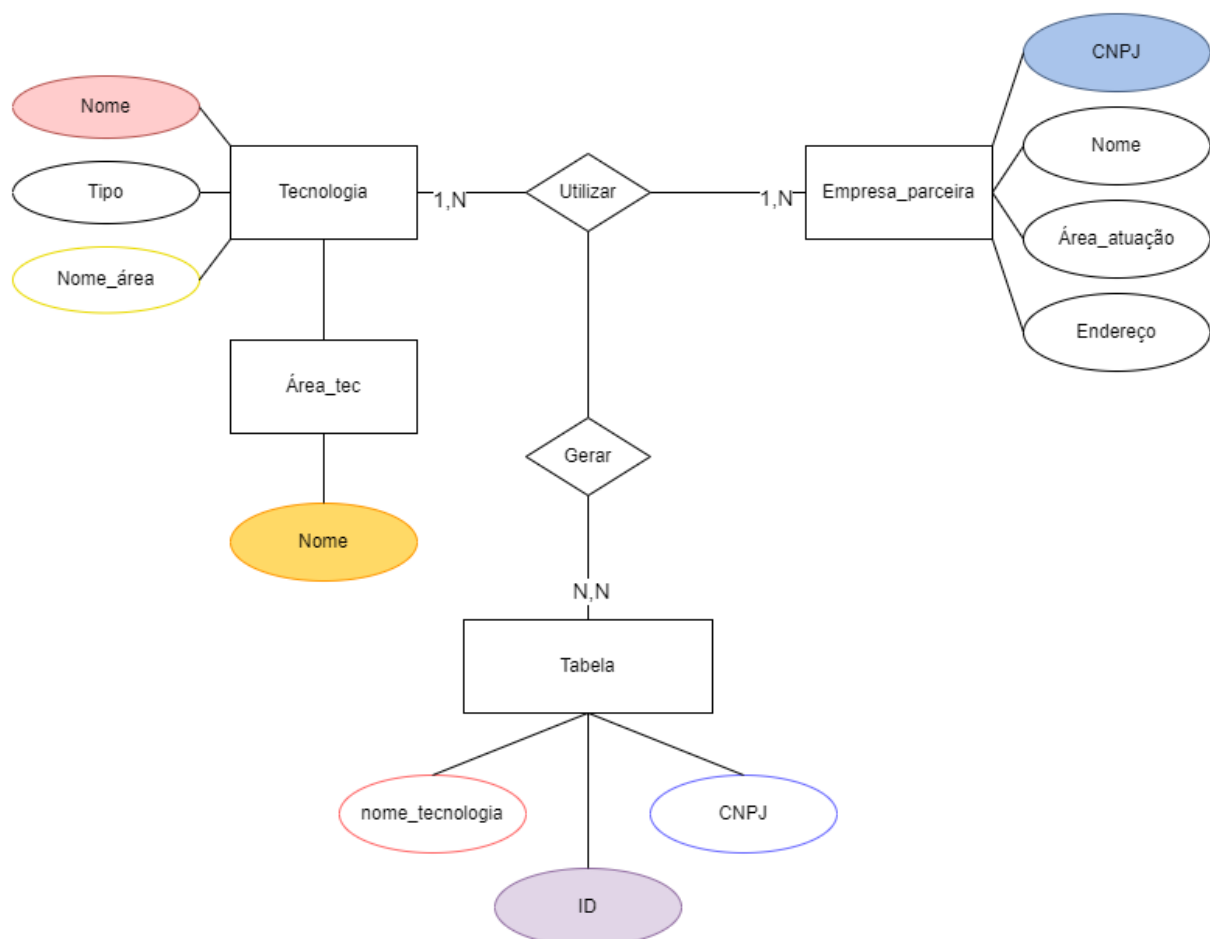 CNPJ
Nome
Nome
Tipo
Tecnologia
1,N
Utilizar
1,N
Empresa_parceira
Área_atuação
Nome_área
Endereço
Área_tec
Gerar
Nome
N,N
Tabela
nome_tecnologia
CNPJ
ID